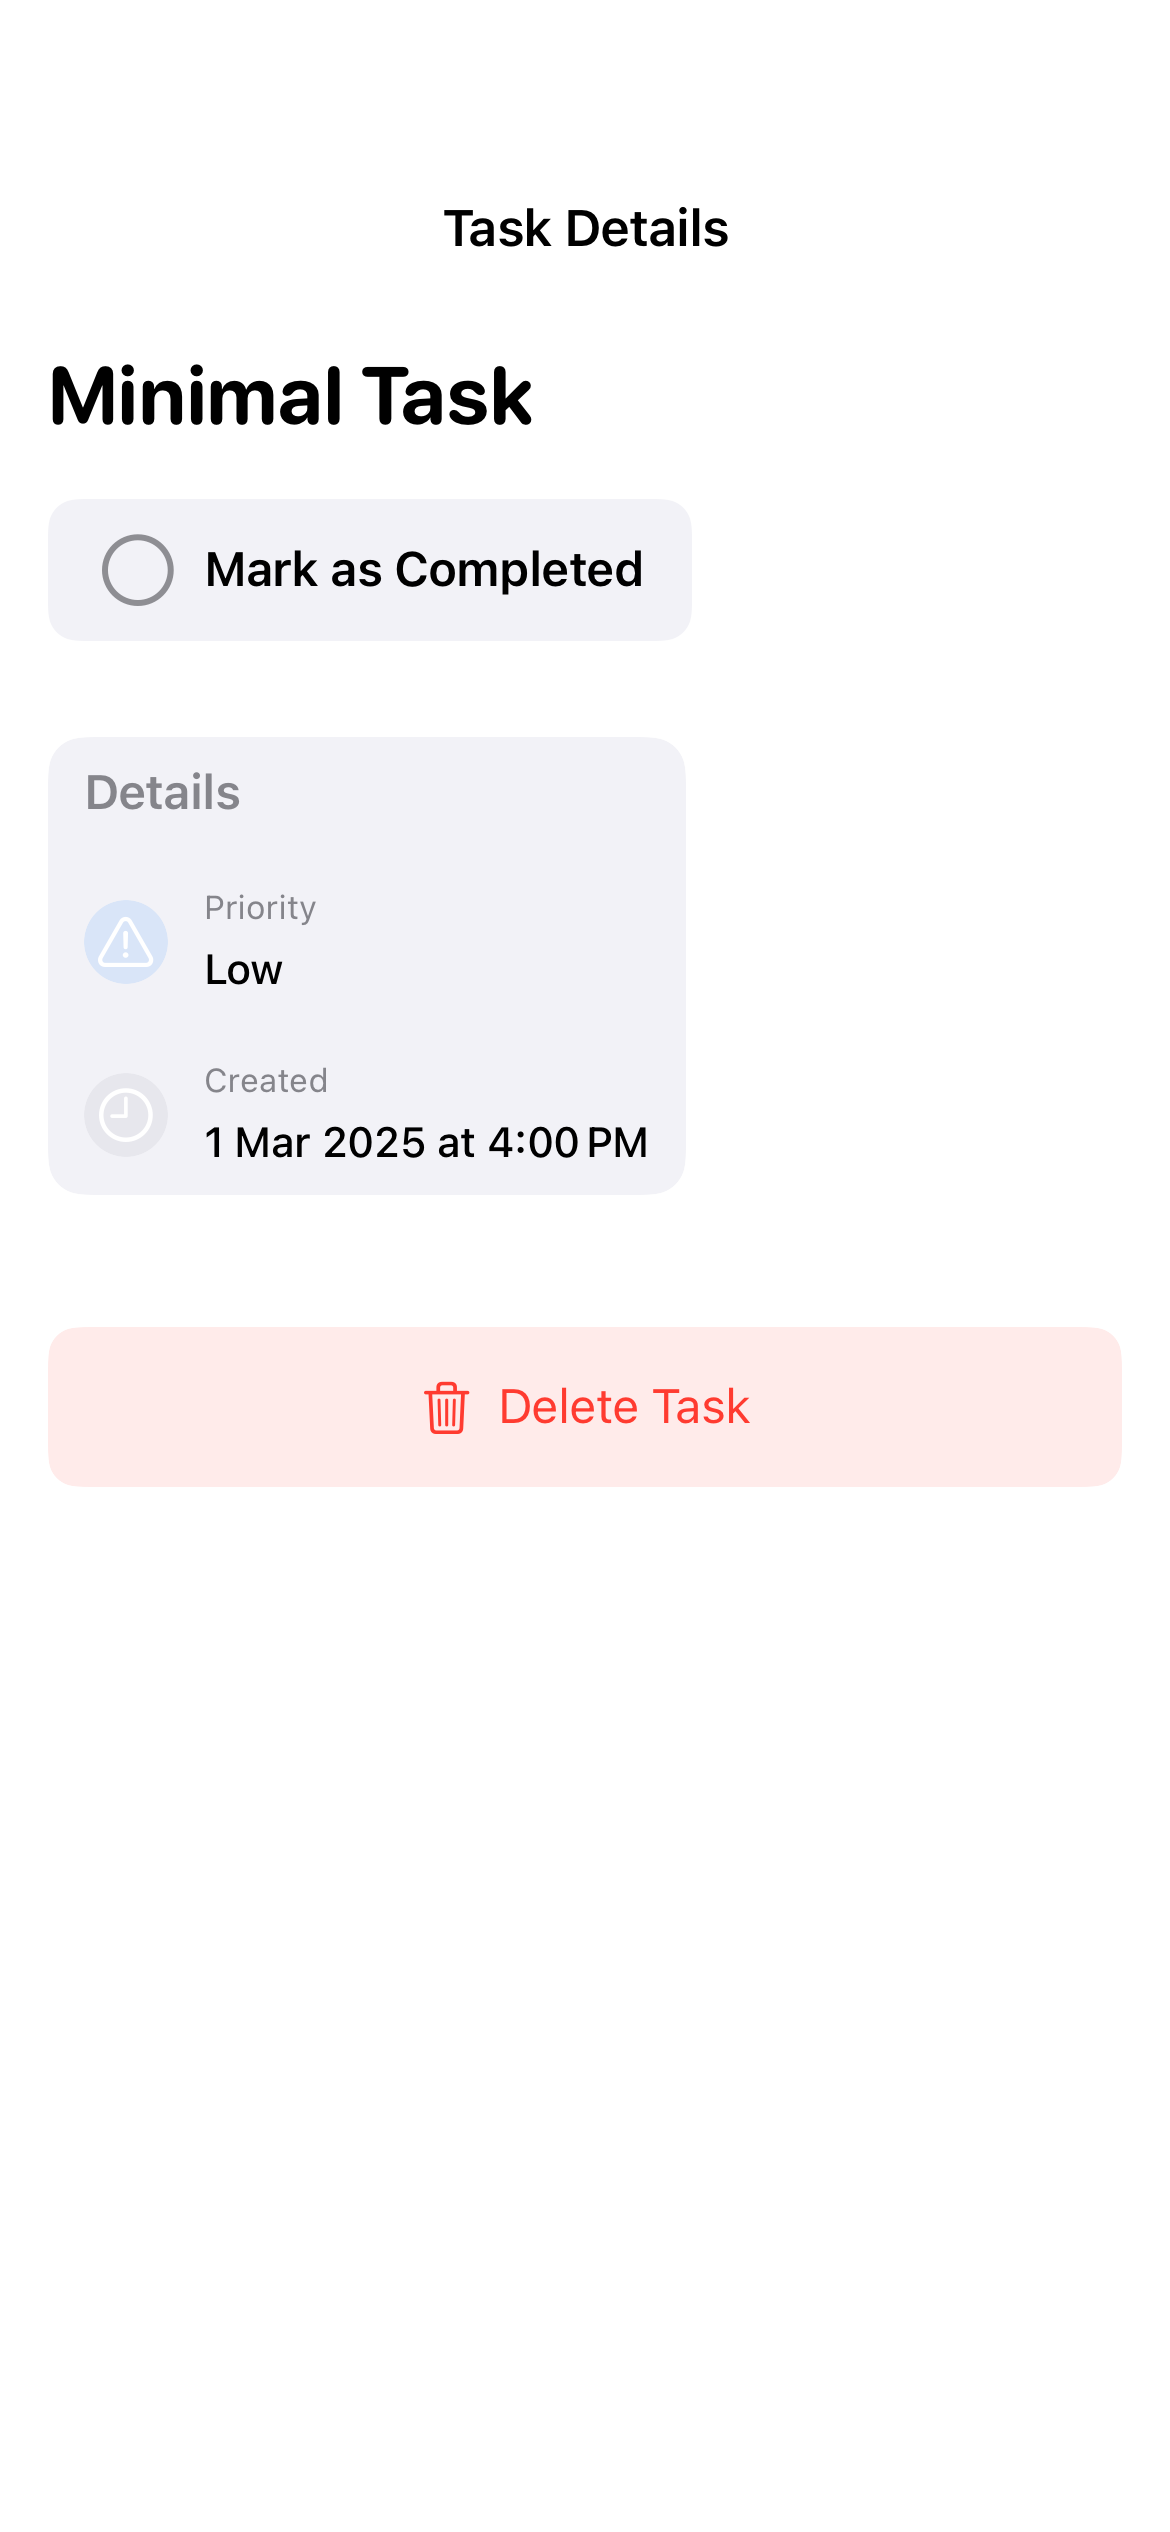 Task Details
Minimal Task
Mark as Completed
Details
Priority
Low
Created
1 Mar 2025 at 4:00 PM
Delete Task